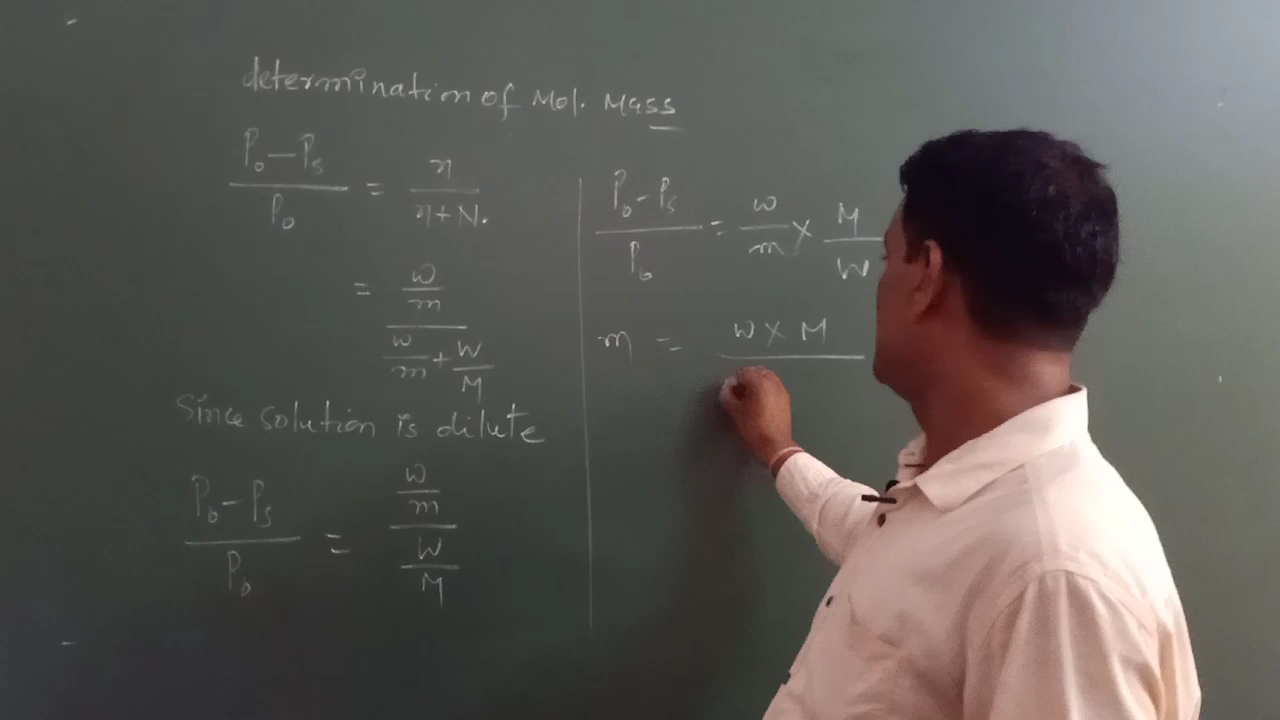 determination of Mol. Mass
P₀-Pₛ / P₀ = n / n+N.
= w/m / w/m + W/M
Since solution is dilute
P₀-Pₛ / P₀ = w/m / W/M
P₀-Pₛ / P₀ = w/m × M/W
m = w × M